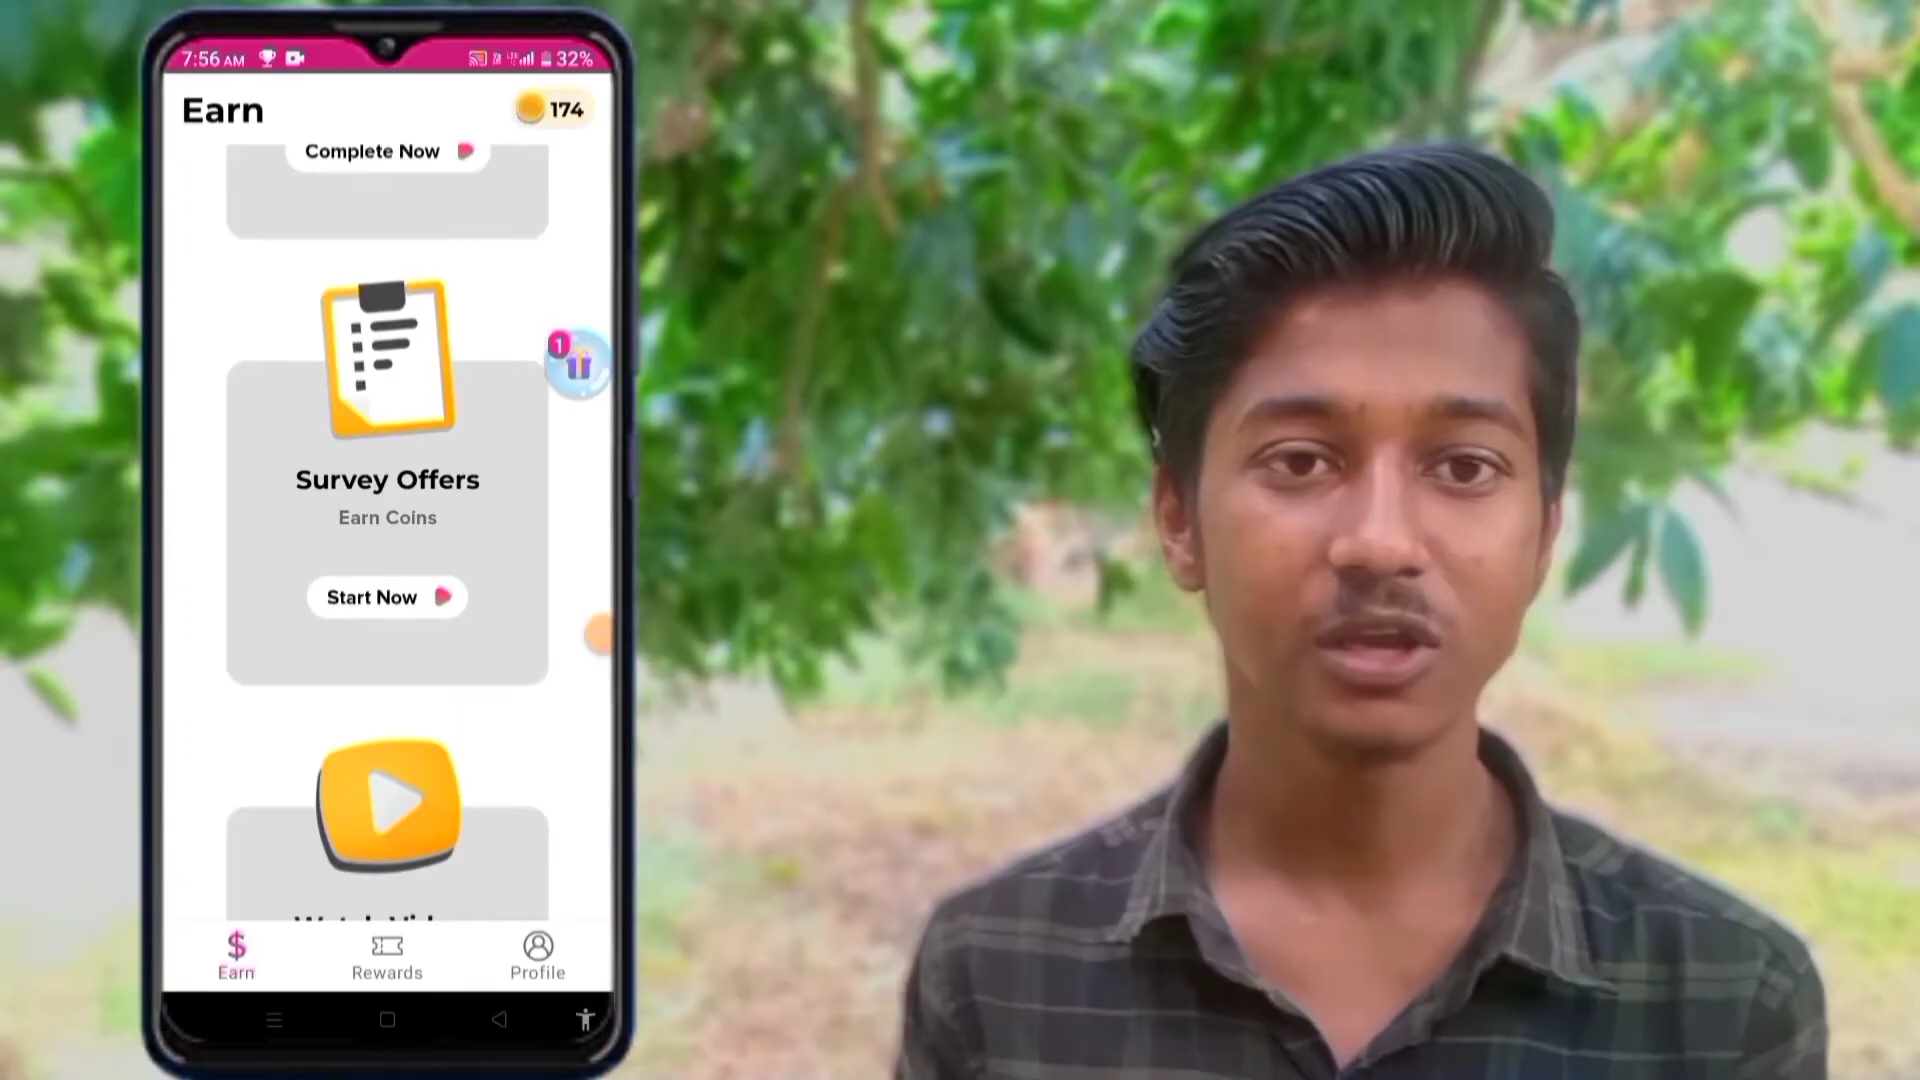 7:56 AM
32%
Earn
174
Complete Now
1
Survey Offers
Earn Coins
Start Now
Earn
Rewards
Profile